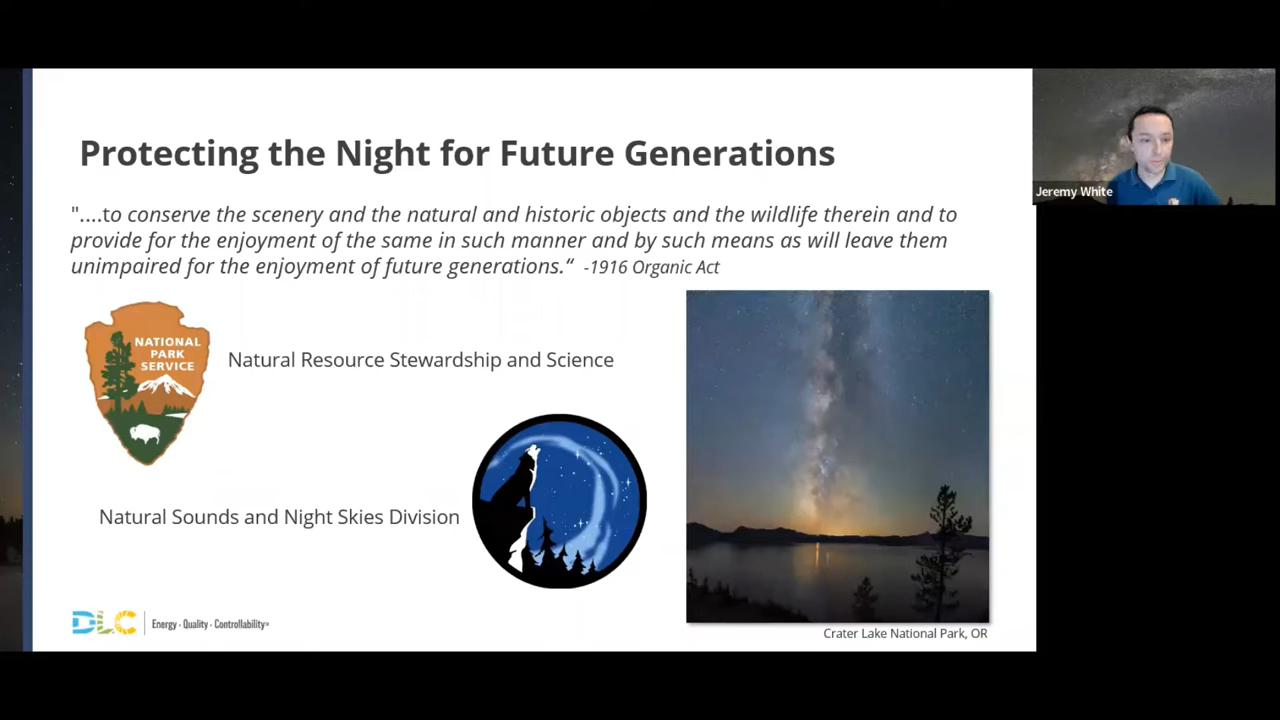 Protecting the Night for Future Generations
"....to conserve the scenery and the natural and historic objects and the wildlife therein and to
provide for the enjoyment of the same in such manner and by such means as will leave them
unimpaired for the enjoyment of future generations.“ -1916 Organic Act
Jeremy White
NATIONAL
PARK
SERVICE
Natural Resource Stewardship and Science
Natural Sounds and Night Skies Division
DLC Energy · Quality · Controllability℠
Crater Lake National Park, OR